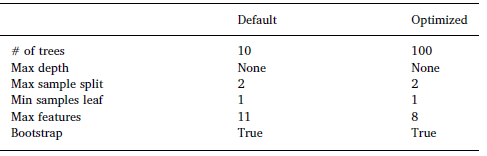 Default Optimized
# of trees 10 100
Max depth None None
Max sample split 2 2
Min samples leaf 1 1
Max features 11 8
Bootstrap True True